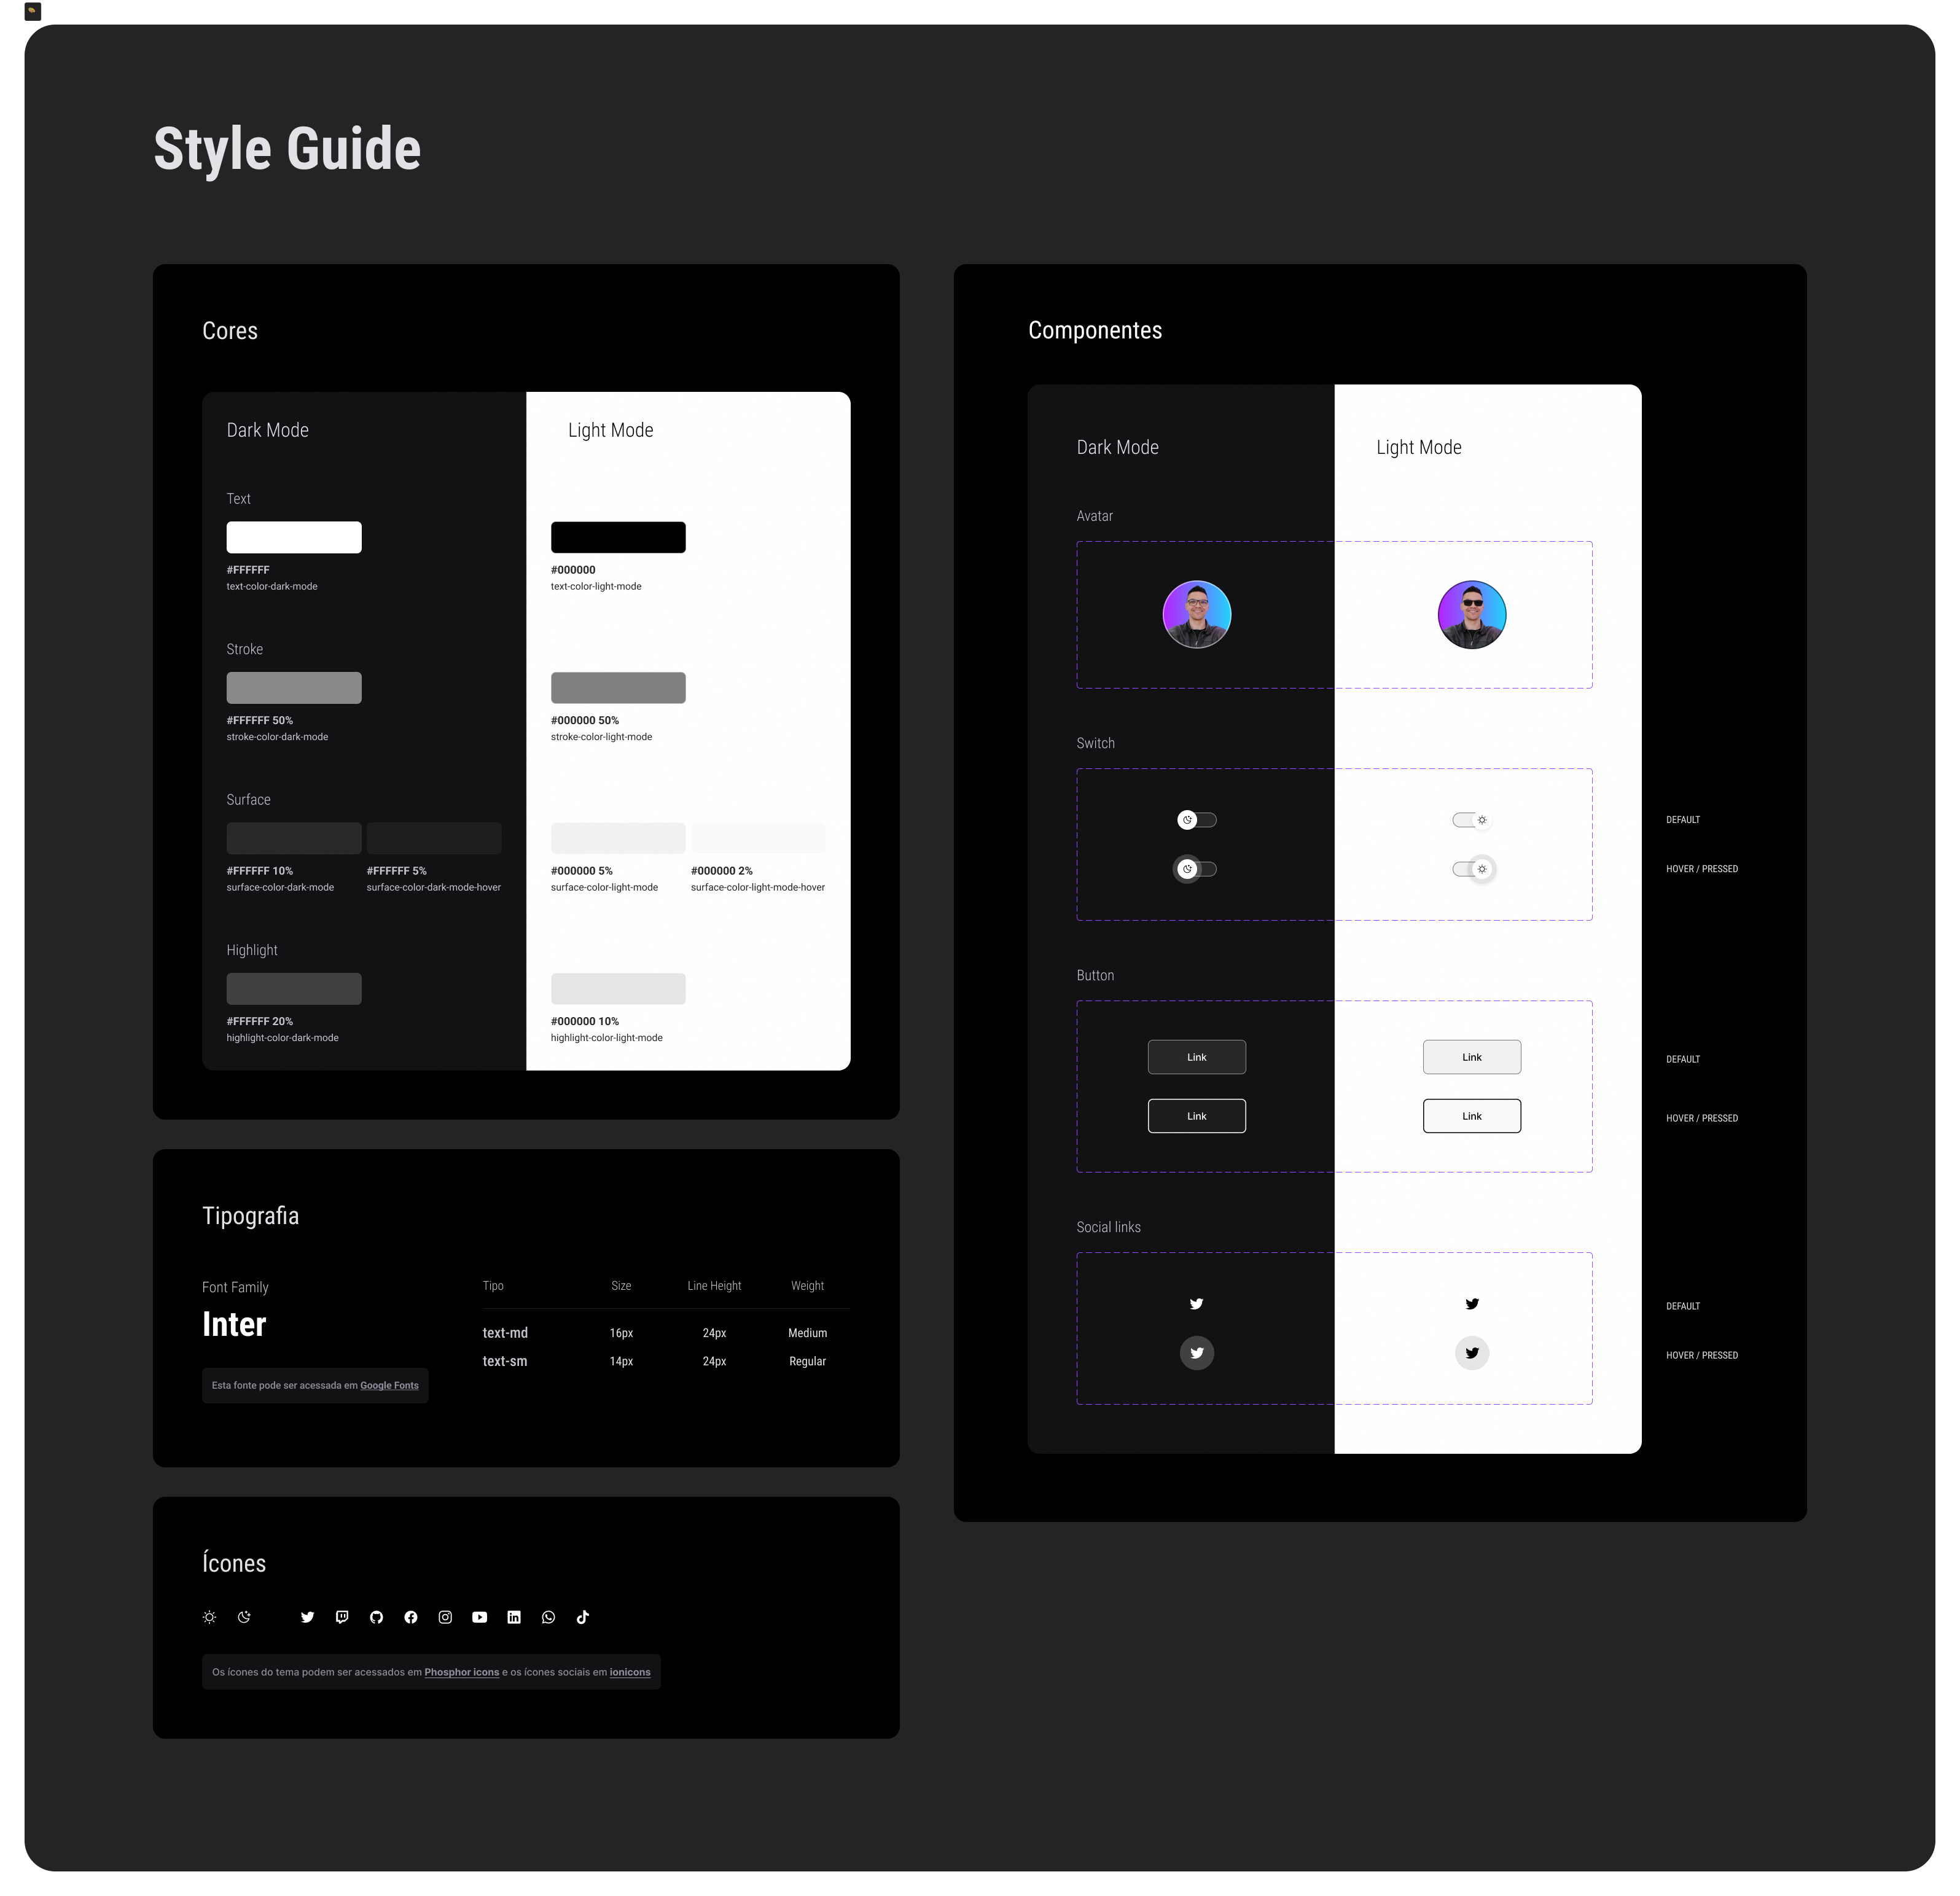 Style Guide
Cores
Dark Mode
Light Mode
Text
#FFFFFF
text-color-dark-mode
#000000
text-color-light-mode
Stroke
#FFFFFF 50%
stroke-color-dark-mode
#000000 50%
stroke-color-light-mode
Surface
#FFFFFF 10%
surface-color-dark-mode
#FFFFFF 5%
surface-color-dark-mode-hover
#000000 5%
surface-color-light-mode
#000000 2%
surface-color-light-mode-hover
Highlight
#FFFFFF 20%
highlight-color-dark-mode
#000000 10%
highlight-color-light-mode
Tipografia
Font Family
Inter
Esta fonte pode ser acessada em Google Fonts
Tipo Size Line Height Weight
text-md 16px 24px Medium
text-sm 14px 24px Regular
Ícones
Os ícones do tema podem ser acessados em Phosphor icons e os ícones sociais em ionicons
Componentes
Dark Mode
Light Mode
Avatar
Switch
DEFAULT
HOVER / PRESSED
Button
Link
Link
DEFAULT
Link
Link
HOVER / PRESSED
Social links
DEFAULT
HOVER / PRESSED